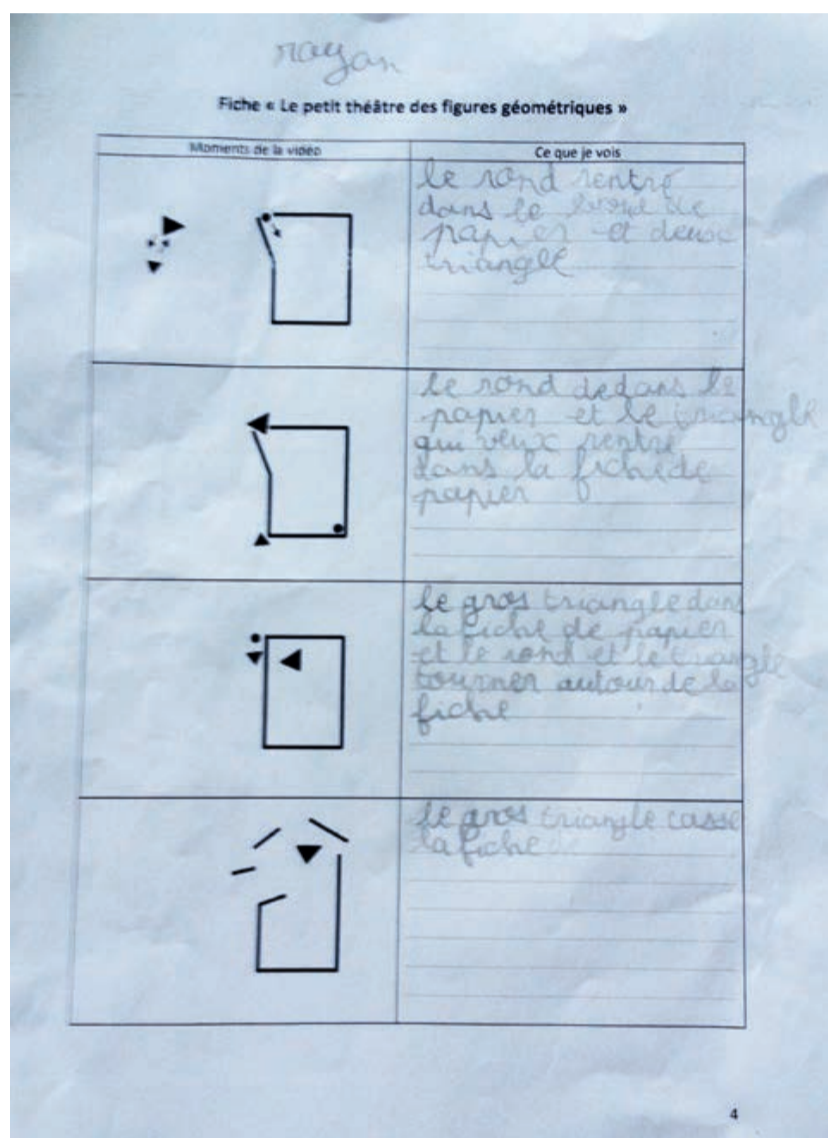 rayan
Fiche « Le petit théâtre des figures géométriques »
Moments de la vidéo
Ce que je vois
le rond rentre
dans le de
papier et deux
triangle
le rond dedans le
papier et le triangle
qui veux rentre
dans la fiche de
papier
le gros triangle dans
la fiche de papier
et le rond et le triangle
tourner autour de la
fiche
le gros triangle casse
la fiche de
4